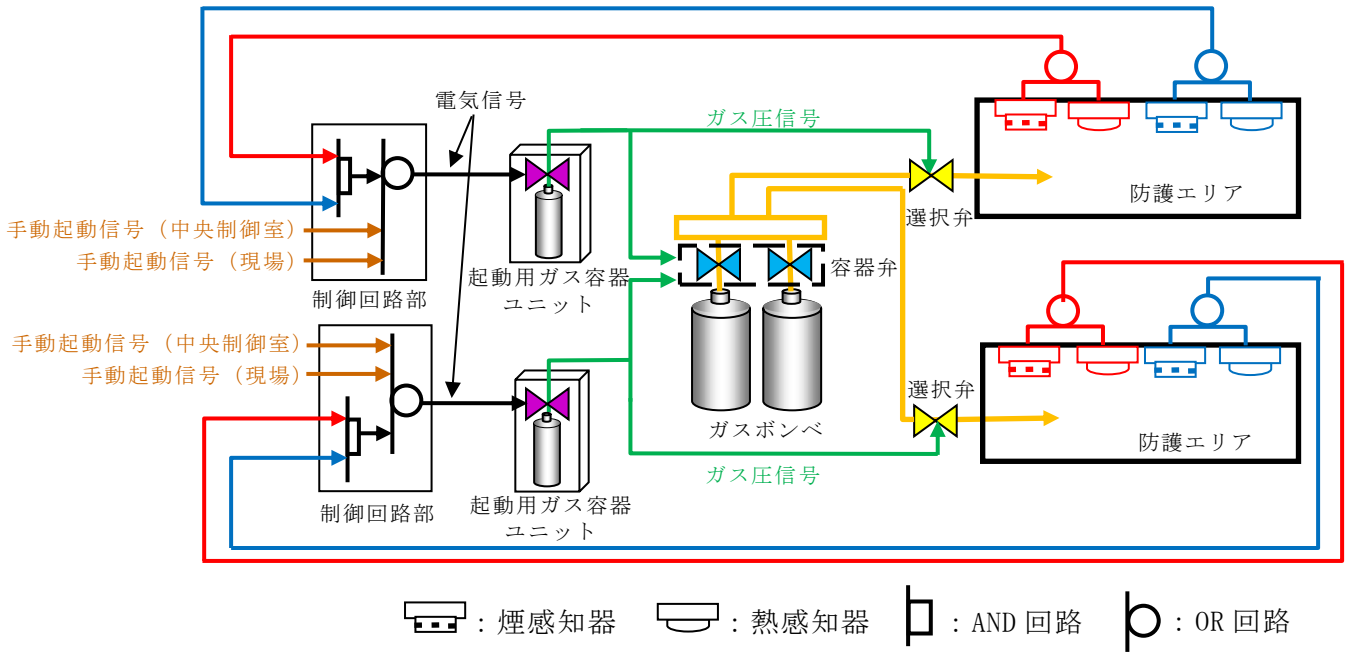 電気信号
ガス圧信号
防護エリア
選択弁
手動起動信号（中央制御室）
手動起動信号（現場）
制御回路部
起動用ガス容器
ユニット
容器弁
手動起動信号（中央制御室）
手動起動信号（現場）
選択弁
ガスボンベ
防護エリア
ガス圧信号
制御回路部
起動用ガス容器
ユニット
：煙感知器 ：熱感知器 ：AND回路 ：OR回路